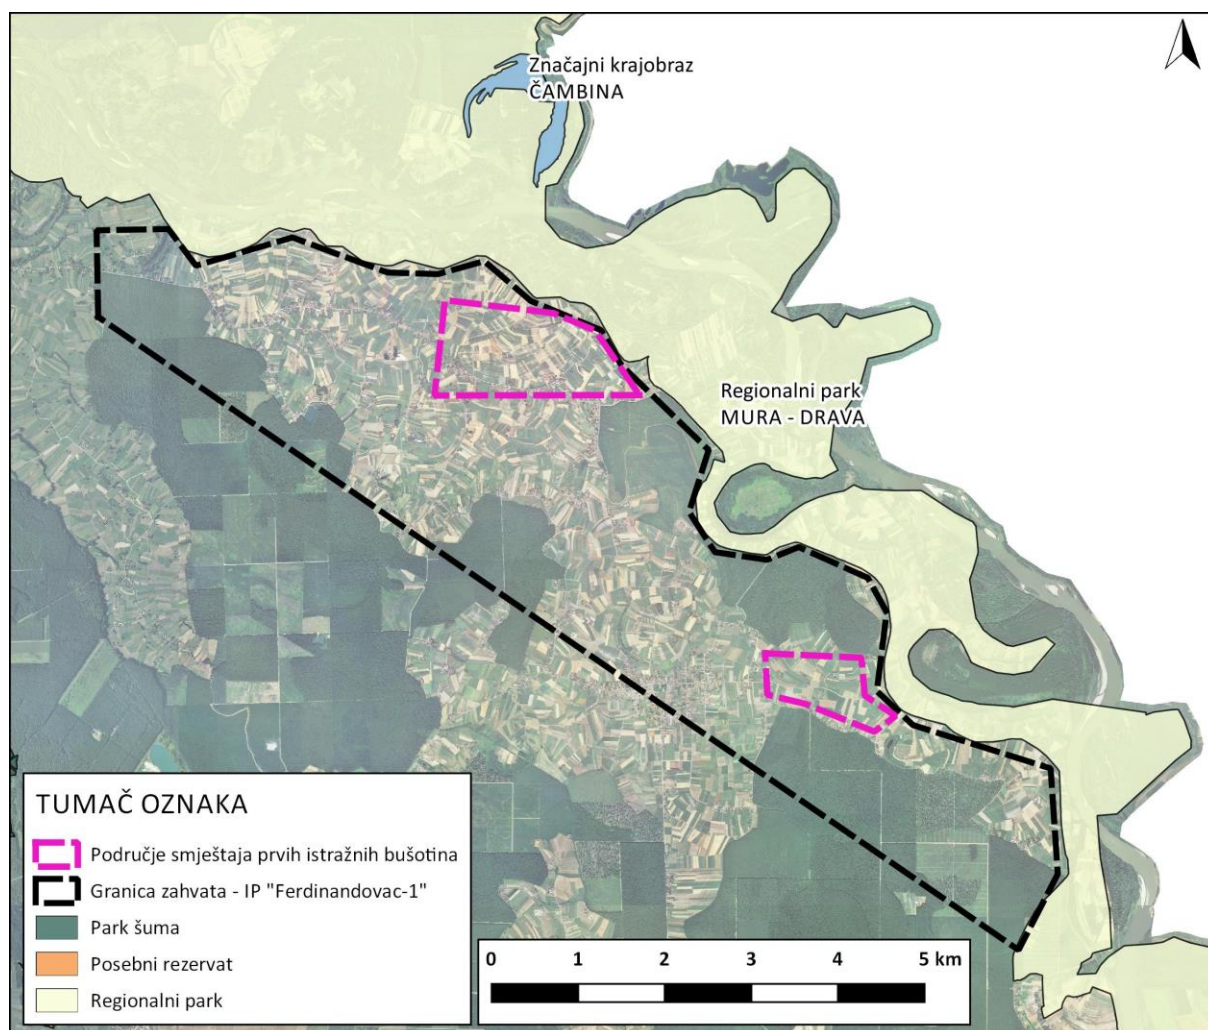 Značajni krajobraz
ČAMBINA
Regionalni park
MURA - DRAVA
TUMAČ OZNAKA
Područje smještaja prvih istražnih bušotina
Granica zahvata - IP "Ferdinandovac-1"
Park šuma
Posebni rezervat
Regionalni park
0 1 2 3 4 5 km